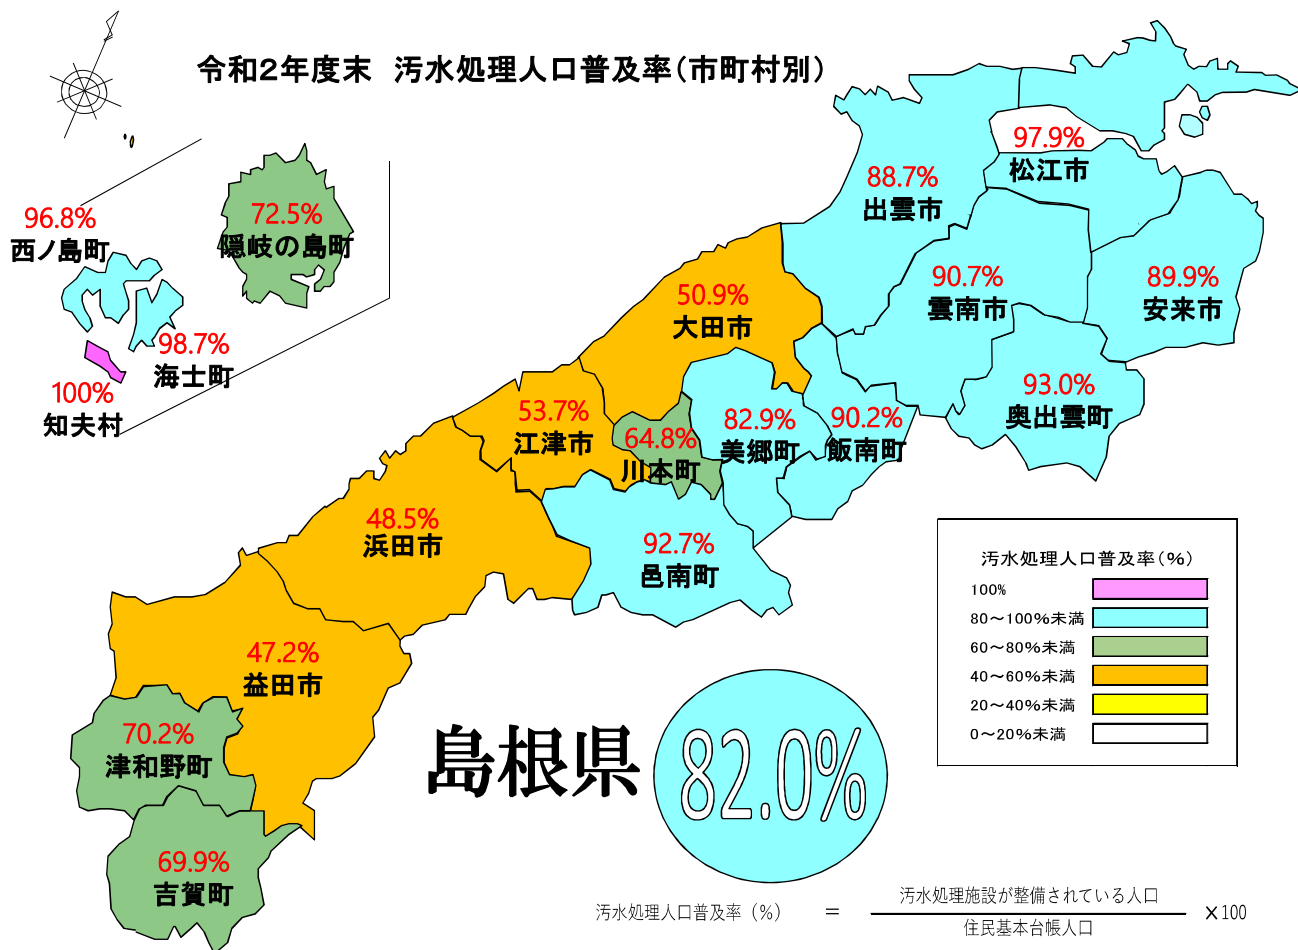 令和2年度末 汚水処理人口普及率(市町村別)
97.9%
松江市
88.7%
出雲市
96.8%
西ノ島町
72.5%
隠岐の島町
90.7%
雲南市
89.9%
安来市
50.9%
大田市
98.7%
海士町
100%
知夫村
93.0%
奥出雲町
53.7%
江津市
64.8%
川本町
82.9%
美郷町
90.2%
飯南町
48.5%
浜田市
92.7%
邑南町
47.2%
益田市
70.2%
津和野町
69.9%
吉賀町
汚水処理人口普及率(%)
100%
80~100%未満
60~80%未満
40~60%未満
20~40%未満
0~20%未満
島根県 82.0%
汚水処理人口普及率(%) = 汚水処理施設が整備されている人口 ×100
住民基本台帳人口